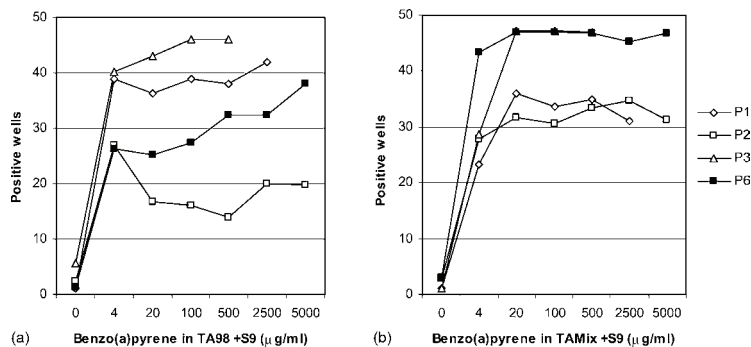 50
40
30
20
10
0
Positive wells
0 4 20 100 500 2500 5000
(a) Benzo(a)pyrene in TA98 +S9 (μg/ml)
50
40
30
20
10
0
Positive wells
0 4 20 100 500 2500 5000
(b) Benzo(a)pyrene in TAMix +S9 (μg/ml)
P1
P2
P3
P6